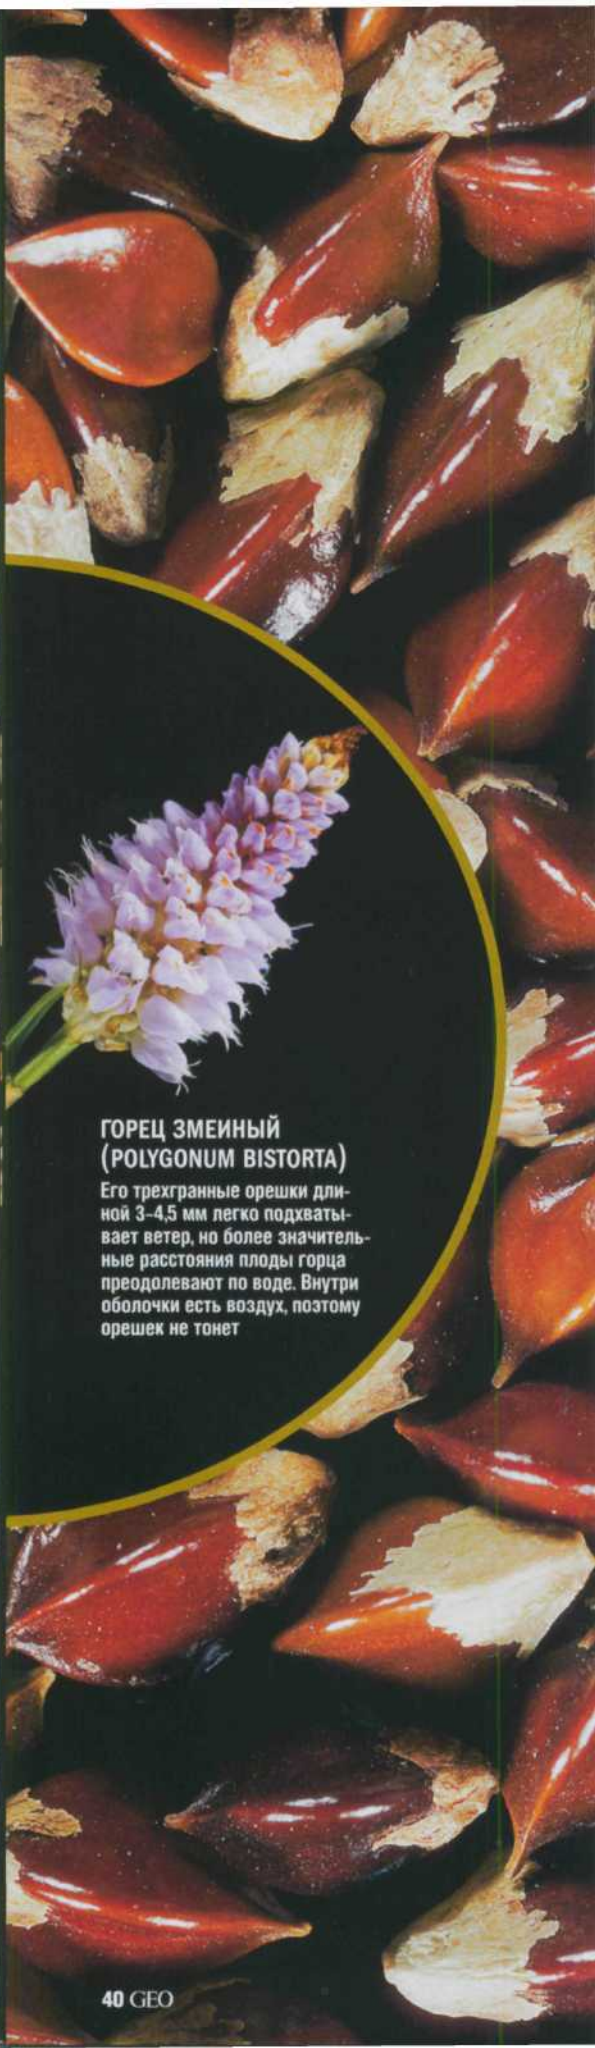 ГОРЕЦ ЗМЕИНЫЙ
(POLYGONUM BISTORTA)
Его трехгранные орешки дли-
ной 3-4,5 мм легко подхваты-
вает ветер, но более значитель-
ные расстояния плоды горца
преодолевают по воде. Внутри
оболочки есть воздух, поэтому
орешек не тонет
40 GEO